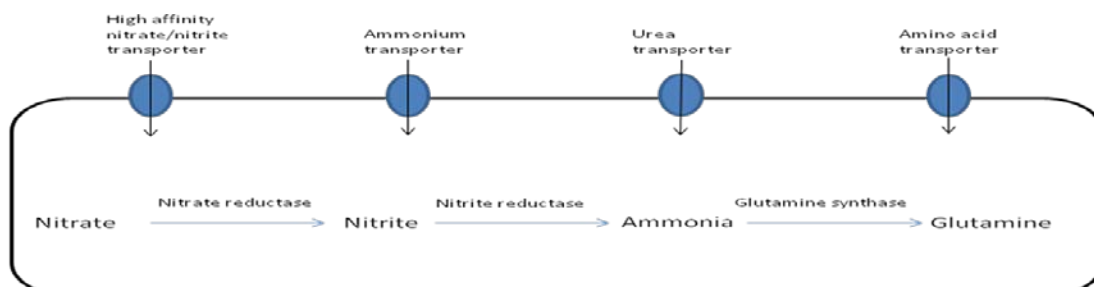 High affinity
nitrate/nitrite
transporter
Ammonium
transporter
Urea
transporter
Amino acid
transporter
Nitrate reductase
Nitrite reductase
Glutamine synthase
Nitrate
Nitrite
Ammonia
Glutamine